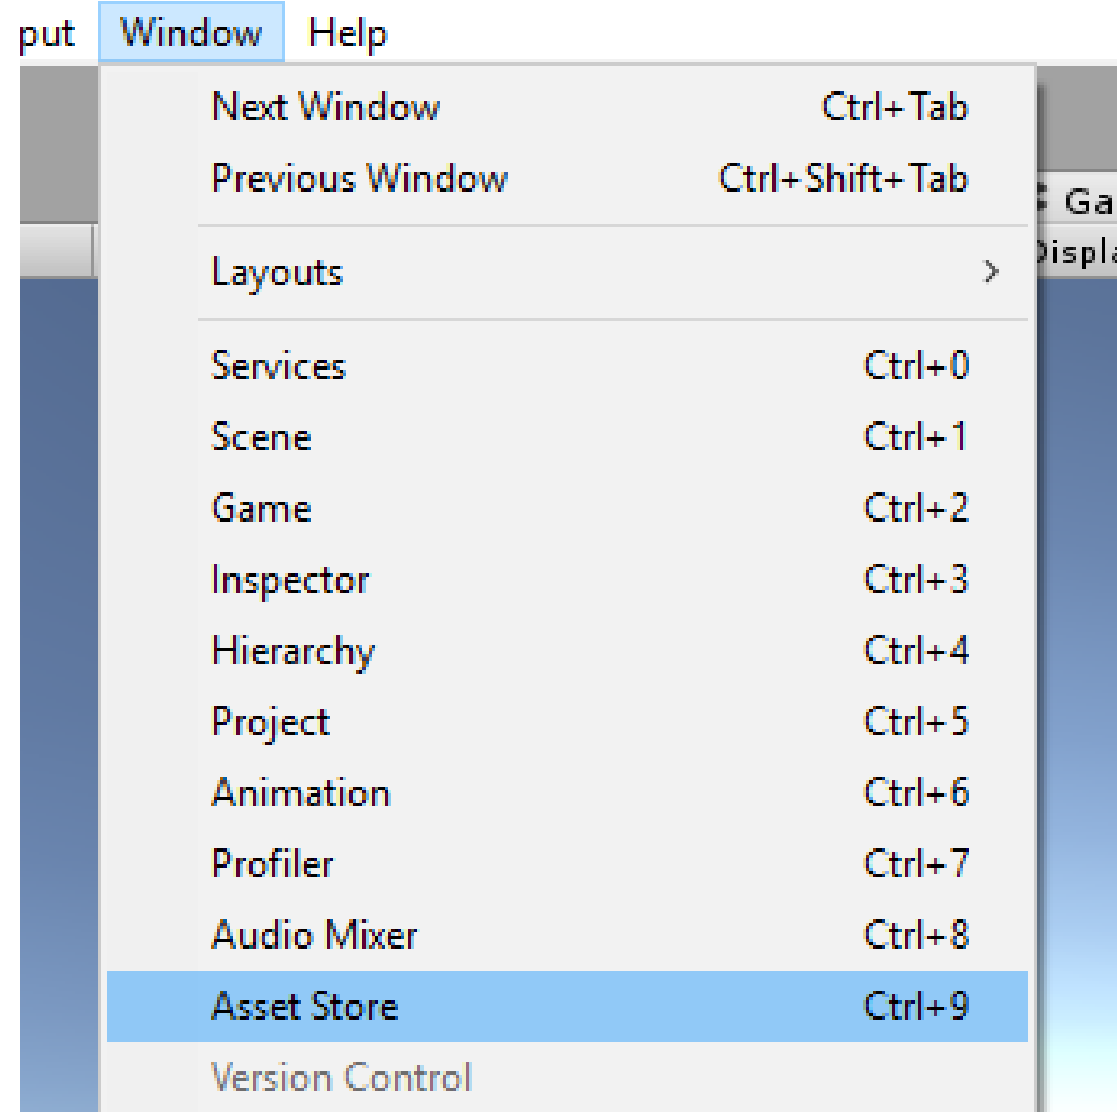 put Window Help
Next Window Ctrl+Tab
Previous Window Ctrl+Shift+Tab
Ga
Layouts
Displa
Services Ctrl+0
Scene Ctrl+1
Game Ctrl+2
Inspector Ctrl+3
Hierarchy Ctrl+4
Project Ctrl+5
Animation Ctrl+6
Profiler Ctrl+7
Audio Mixer Ctrl+8
Asset Store Ctrl+9
Version Control